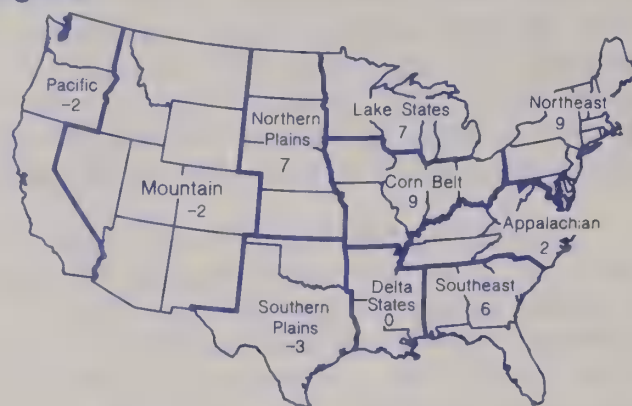 Pacific
-2
Mountain
-2
Northern
Plains
7
Lake States
7
Corn Belt
9
Northeast
9
Appalachian
2
Southeast
6
Delta
States
0
Southern
Plains
-3